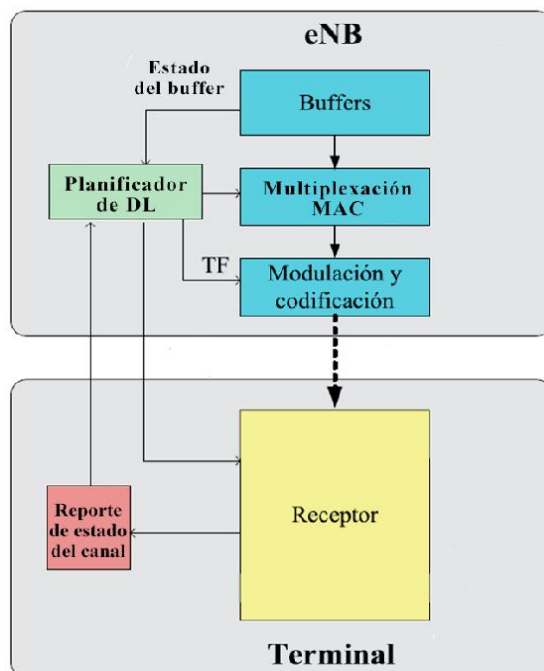 eNB
Estado
del buffer
Buffers
Planificador
de DL
Multiplexación
MAC
TF
Modulación y
codificación
Reporte
de estado
del canal
Receptor
Terminal